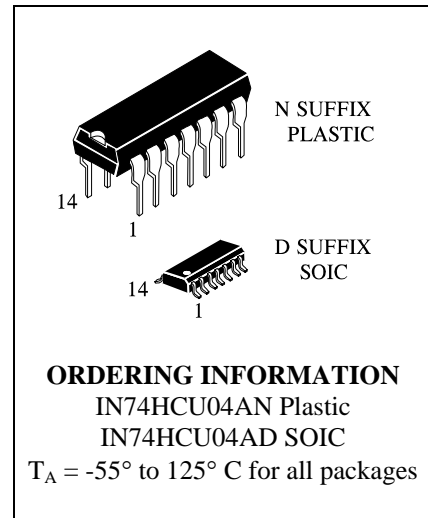 N SUFFIX
PLASTIC
14
1
D SUFFIX
SOIC
14
1
ORDERING INFORMATION
IN74HCU04AN Plastic
IN74HCU04AD SOIC
TA = -55° to 125° C for all packages